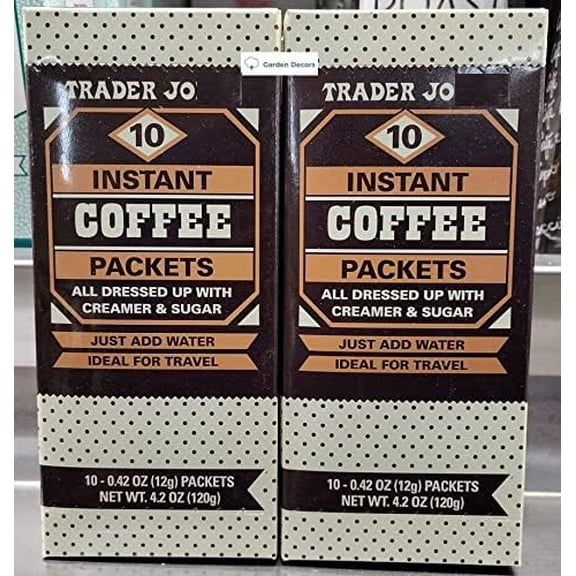 Garden Decors
TRADER JO
10
INSTANT
COFFEE
PACKETS
ALL DRESSED UP WITH
CREAMER & SUGAR
JUST ADD WATER
IDEAL FOR TRAVEL
10 - 0.42 OZ (12g) PACKETS
NET WT. 4.2 OZ (120g)
TRADER JO
10
INSTANT
COFFEE
PACKETS
ALL DRESSED UP WITH
CREAMER & SUGAR
JUST ADD WATER
IDEAL FOR TRAVEL
10 - 0.42 OZ (12g) PACKETS
NET WT. 4.2 OZ (120g)